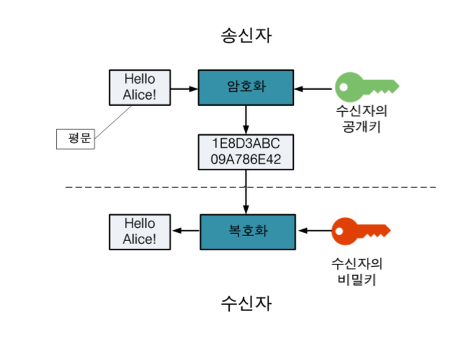 송신자
Hello
Alice!
암호화
수신자의
공개키
평문
1E8D3ABC
09A786E42
Hello
Alice!
복호화
수신자의
비밀키
수신자